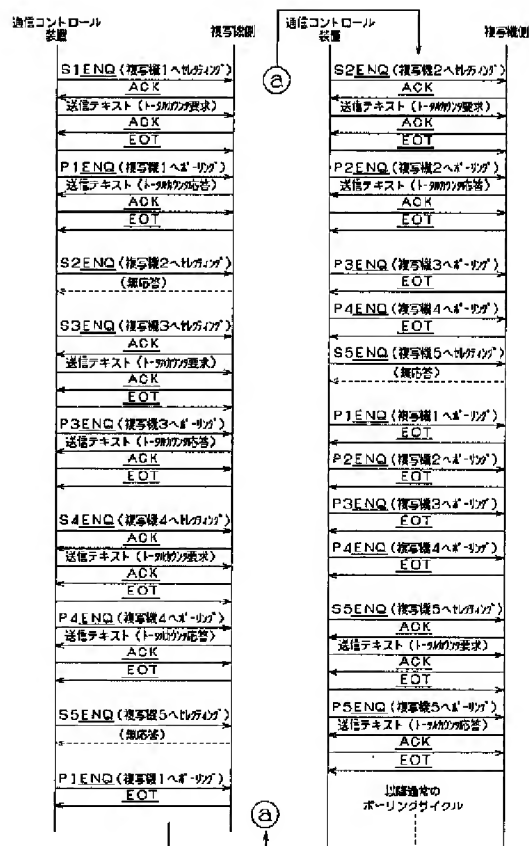 通信コントロール
装置
複写機側
S1ENQ(複写機1へセレクティング)
ACK
送信テキスト(トータルカウンタ要求)
ACK
EOT
P1ENQ(複写機1へポーリング)
送信テキスト(トータルカウンタ応答)
ACK
EOT
S2ENQ(複写機2へセレクティング)
(無応答)
S3ENQ(複写機3へセレクティング)
ACK
送信テキスト(トータルカウンタ要求)
ACK
EOT
P3ENQ(複写機3へポーリング)
送信テキスト(トータルカウンタ応答)
ACK
EOT
S4ENQ(複写機4へセレクティング)
ACK
送信テキスト(トータルカウンタ要求)
ACK
EOT
P4ENQ(複写機4へポーリング)
送信テキスト(トータルカウンタ応答)
ACK
EOT
S5ENQ(複写機5へセレクティング)
(無応答)
P1ENQ(複写機1へポーリング)
EOT
ⓐ
ⓐ
通信コントロール
装置
複写機側
S2ENQ(複写機2へセレクティング)
ACK
送信テキスト(トータルカウンタ要求)
ACK
EOT
P2ENQ(複写機2へポーリング)
送信テキスト(トータルカウンタ応答)
ACK
EOT
P3ENQ(複写機3へポーリング)
EOT
P4ENQ(複写機4へポーリング)
EOT
S5ENQ(複写機5へセレクティング)
(無応答)
P1ENQ(複写機1へポーリング)
EOT
P2ENQ(複写機2へポーリング)
EOT
P3ENQ(複写機3へポーリング)
EOT
P4ENQ(複写機4へポーリング)
EOT
S5ENQ(複写機5へセレクティング)
ACK
送信テキスト(トータルカウンタ要求)
ACK
EOT
P5ENQ(複写機5へポーリング)
送信テキスト(トータルカウンタ応答)
ACK
EOT
以降通常の
ポーリングサイクル